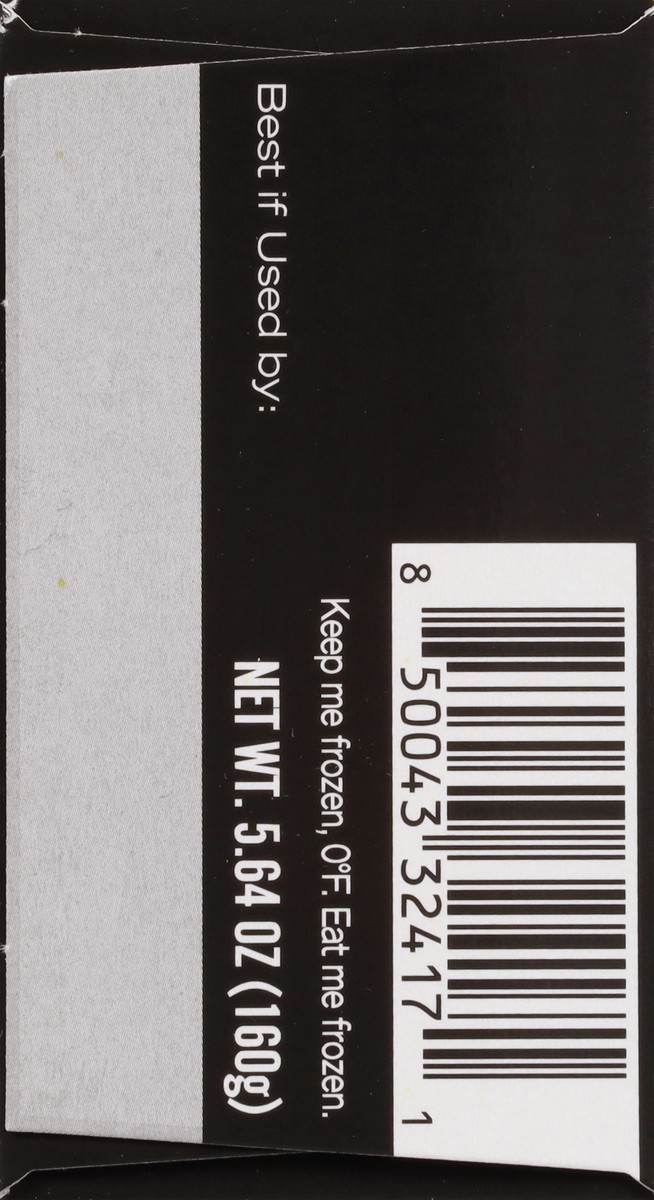 8 50043 32417 1
Keep me frozen, 0°F. Eat me frozen.
Best if Used by:
NET WT. 5.64 OZ (160g)